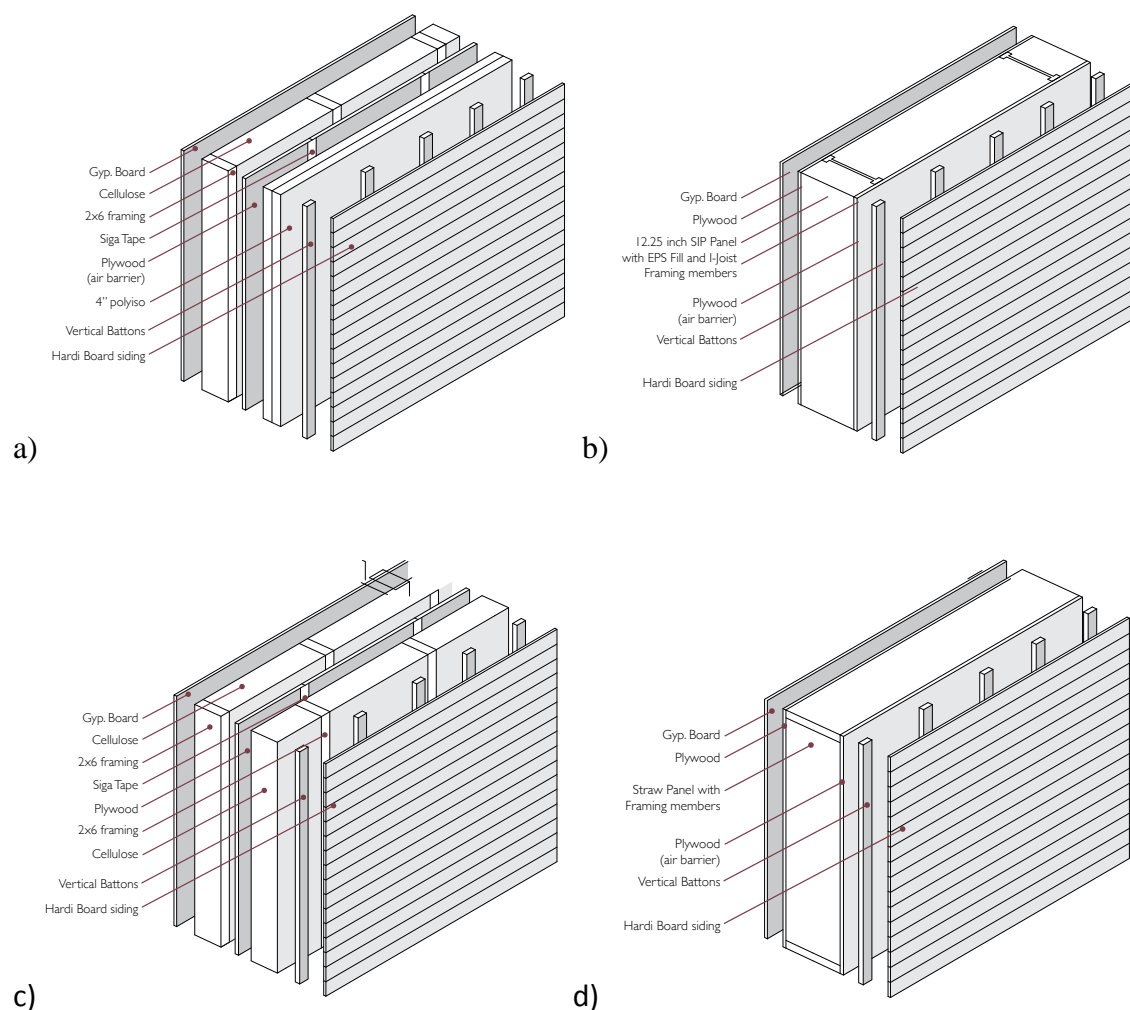 Gyp. Board
Cellulose
2x6 framing
Siga Tape
Plywood
(air barrier)
4" polyiso
Vertical Battons
Hardi Board siding
a)
Gyp. Board
Plywood
12.25 inch SIP Panel
with EPS Fill and I-Joist
Framing members
Plywood
(air barrier)
Vertical Battons
Hardi Board siding
b)
Gyp. Board
Cellulose
2x6 framing
Siga Tape
Plywood
2x6 framing
Cellulose
Vertical Battons
Hardi Board siding
c)
Gyp. Board
Plywood
Straw Panel with
Framing members
Plywood
(air barrier)
Vertical Battons
Hardi Board siding
d)